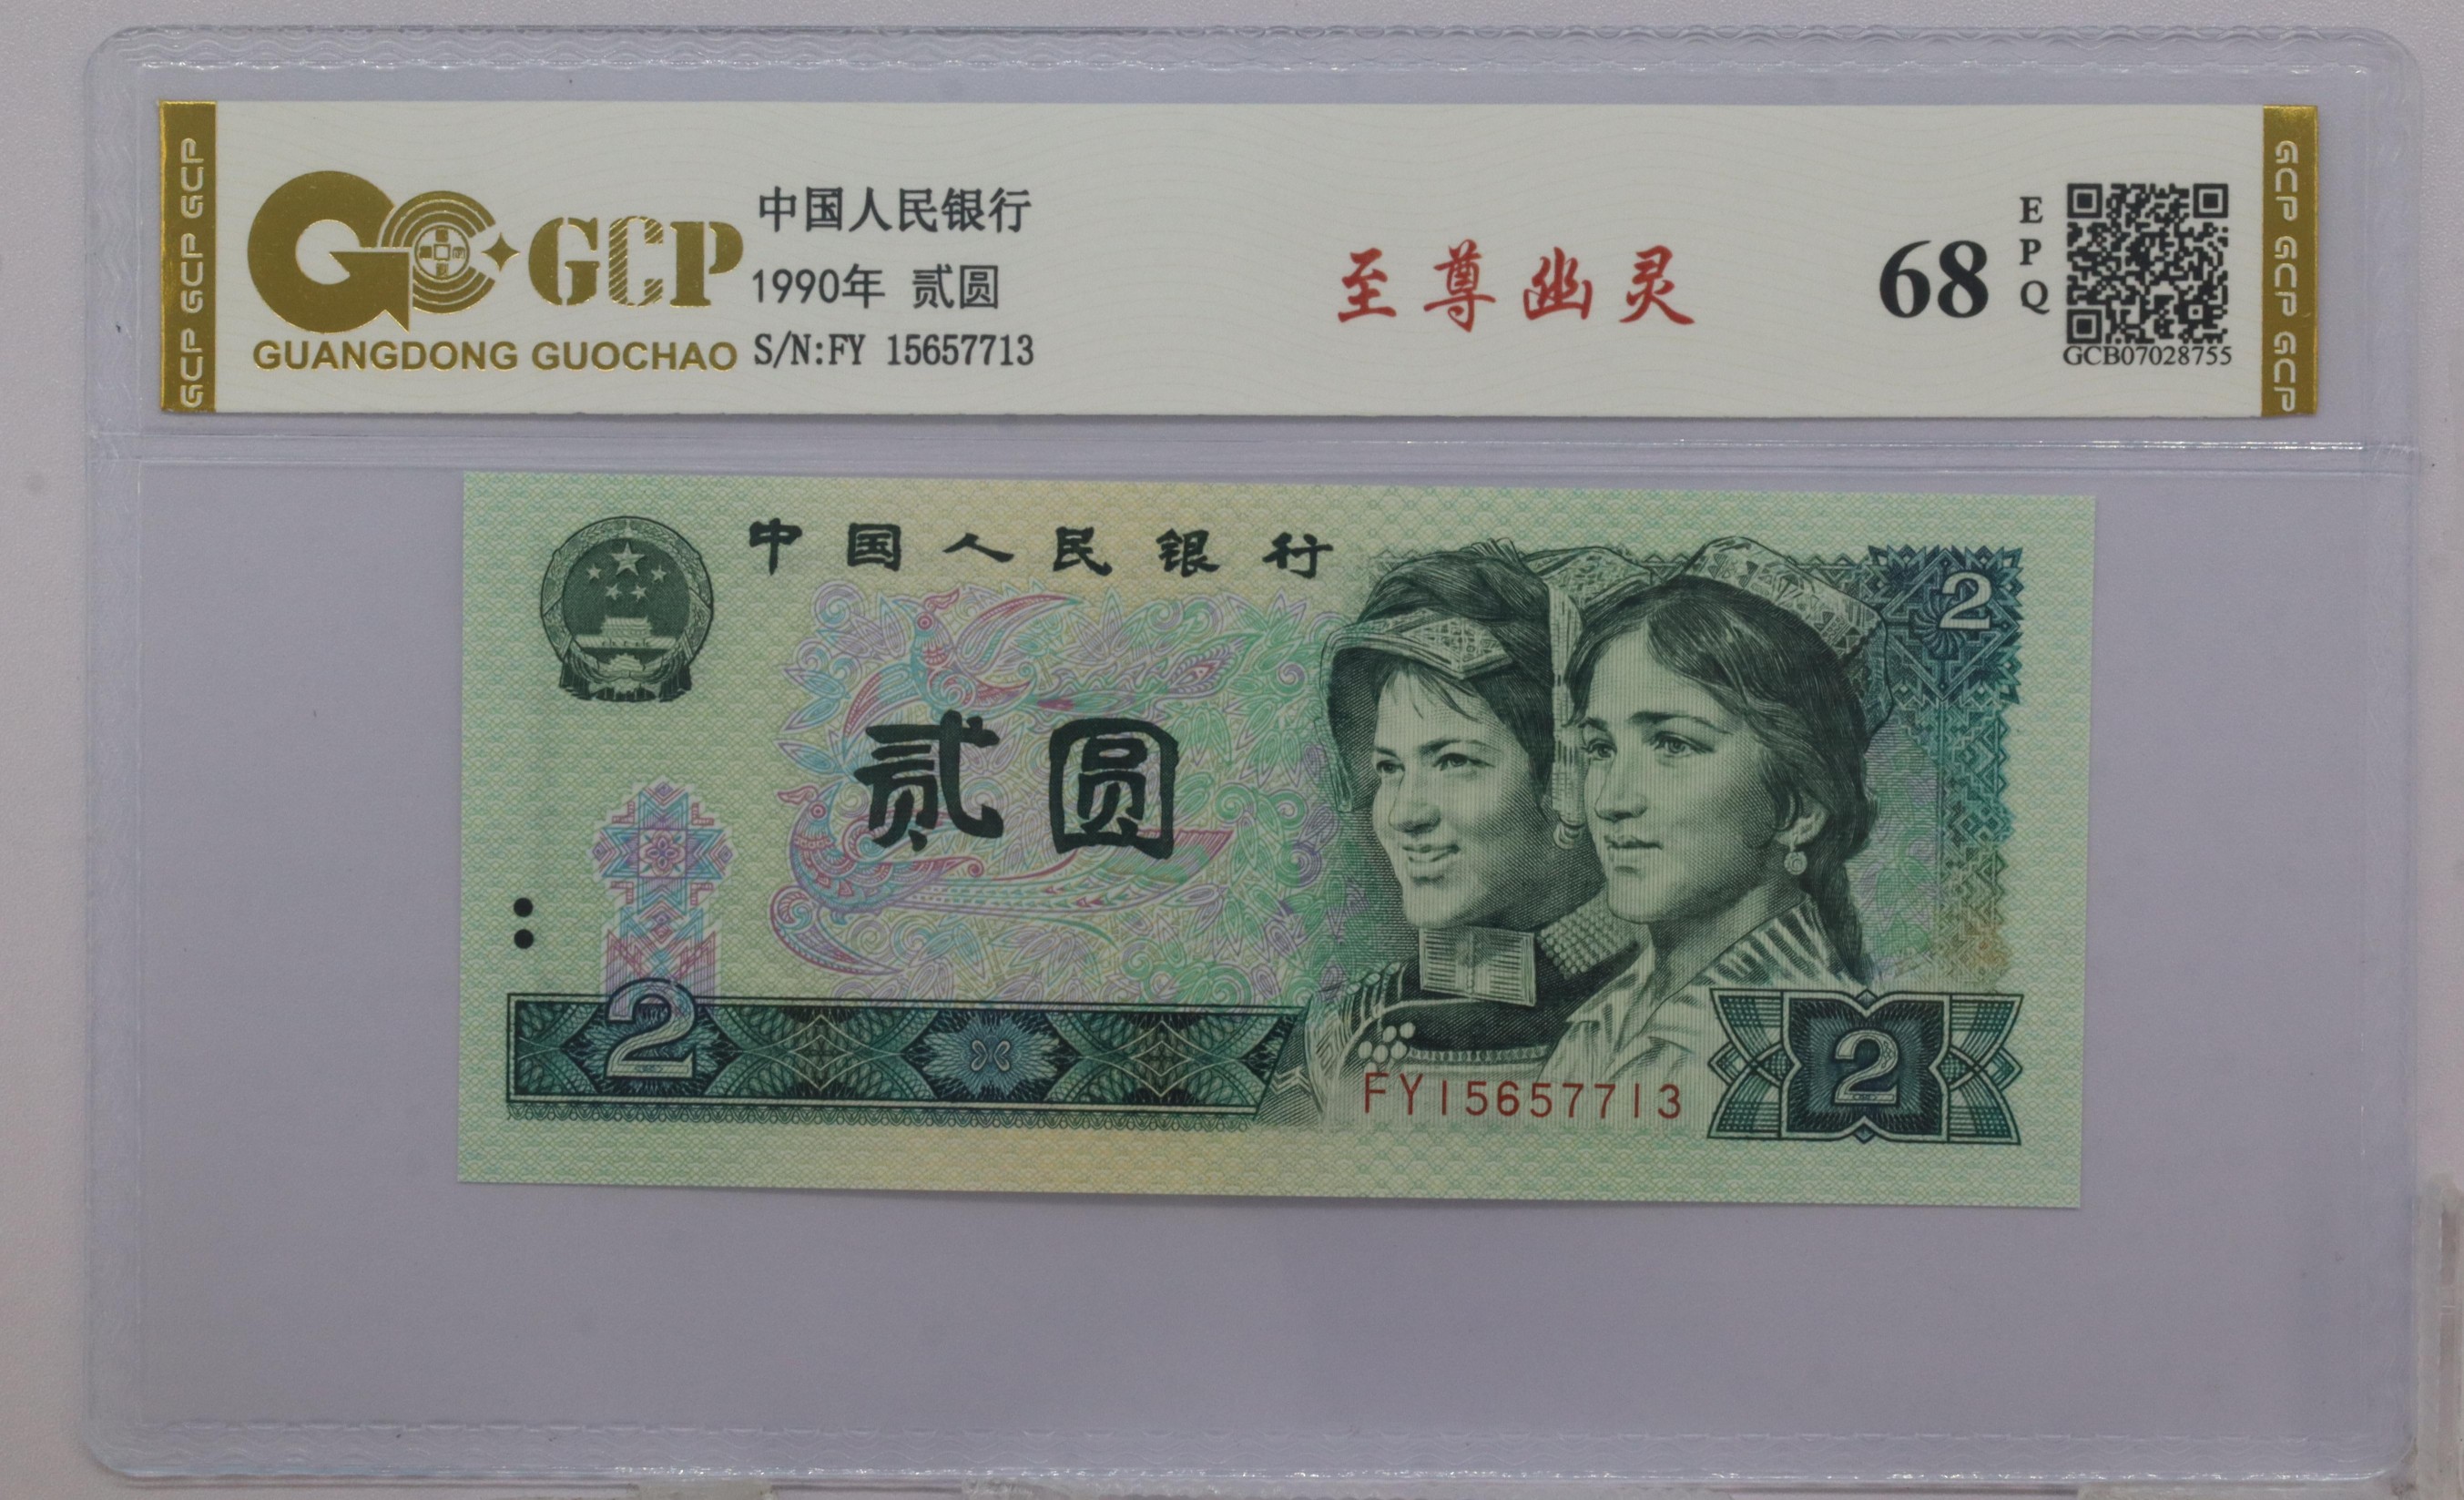 GCP GCP GCP
GCP
GUANGDONG GUOCHAO
中国人民银行
1990年 贰圆
S/N:FY 15657713
至尊幽灵
68
EPQ
GCB07028755
GCP GCP GCP
中国人民银行
2
贰圆
2
FY15657713
2